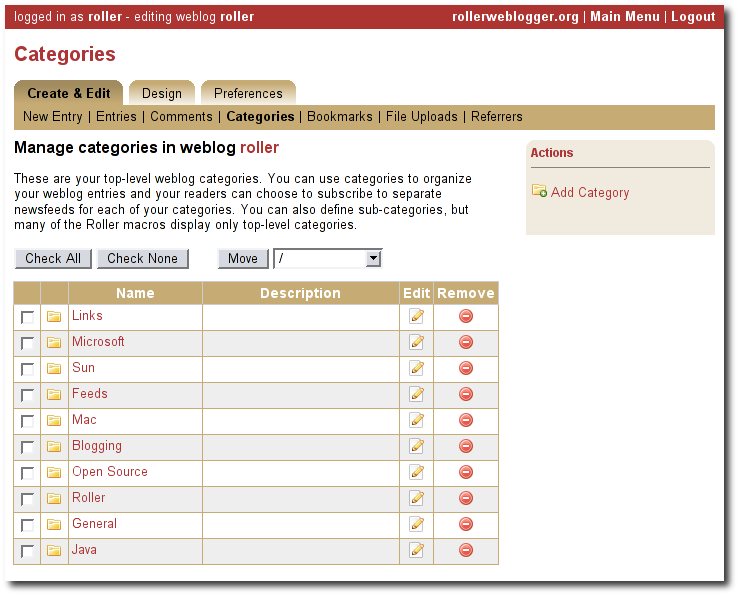 logged in as roller - editing weblog roller
rollerweblogger.org | Main Menu | Logout
Categories
Create & Edit
Design
Preferences
New Entry | Entries | Comments | Categories | Bookmarks | File Uploads | Referrers
Manage categories in weblog roller
These are your top-level weblog categories. You can use categories to organize
your weblog entries and your readers can choose to subscribe to separate
newsfeeds for each of your categories. You can also define sub-categories, but
many of the Roller macros display only top-level categories.
Actions
Add Category
Check All
Check None
Move
/
Name Description Edit Remove
Links
Microsoft
Sun
Feeds
Mac
Blogging
Open Source
Roller
General
Java